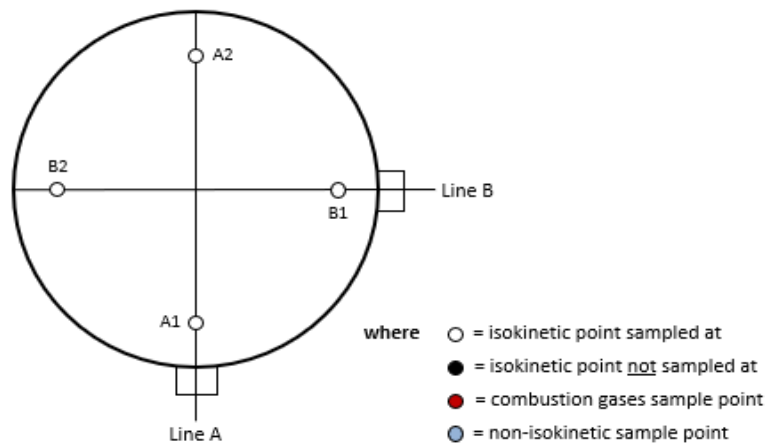 A2
B2
Line B
B1
A1
where
= isokinetic point sampled at
= isokinetic point not sampled at
= combustion gases sample point
= non-isokinetic sample point
Line A